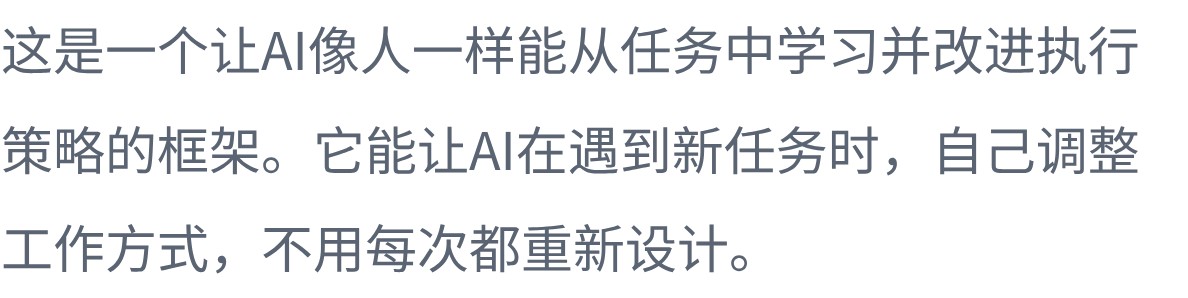 这是一个让AI像人一样能从任务中学习并改进执行
策略的框架。它能让AI在遇到新任务时，自己调整
工作方式，不用每次都重新设计。